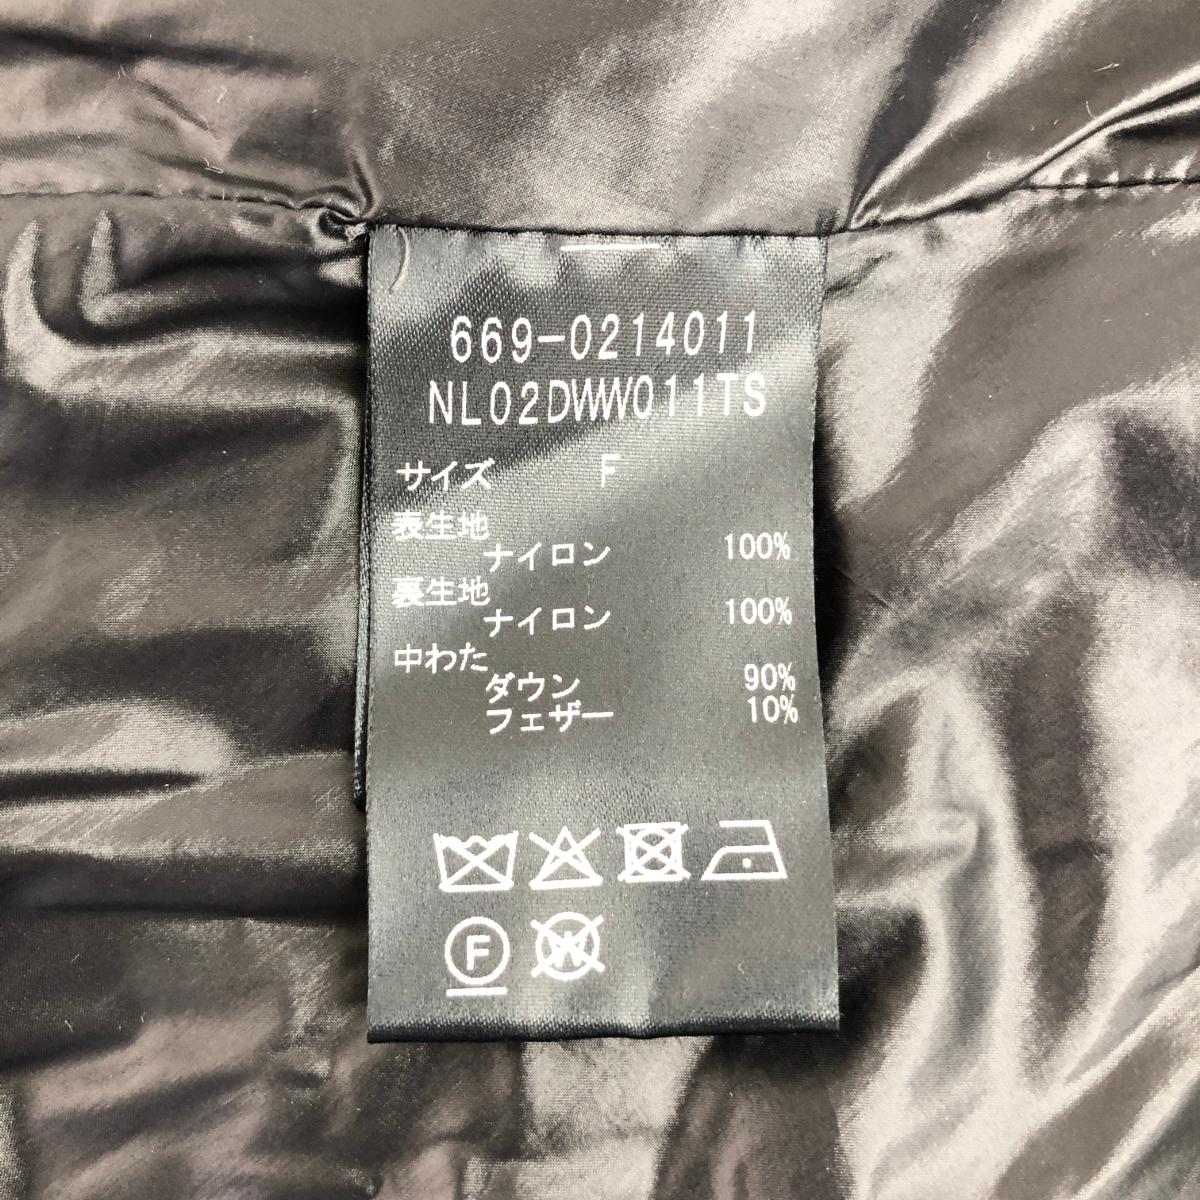 669-0214011
NL02DWW011TS
サイズ F
表生地
ナイロン 100%
裏生地
ナイロン 100%
中わた
ダウン 90%
フェザー 10%
F W